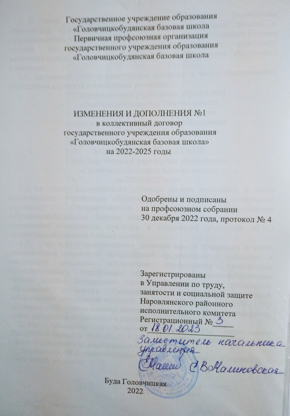 Государственное учреждение образования
«Головчицкобудянская базовая школа
Первичная профсоюзная организация
государственного учреждения образования
«Головчицкобудянская базовая школа
ИЗМЕНЕНИЯ И ДОПОЛНЕНИЯ №1
в коллективный договор
государственного учреждения образования
«Головчицкобудянская базовая школа»
на 2022-2025 годы
Одобрены и подписаны
на профсоюзном собрании
30 декабря 2022 года, протокол № 4
Зарегистрированы
в Управлении по труду,
занятости и социальной защите
Наровлянского районного
исполнительного комитета
Регистрационный № 3
от 18.01.2023
Заместитель начальника
управления
С.В.Малиновская
Буда Головчицкая
2022